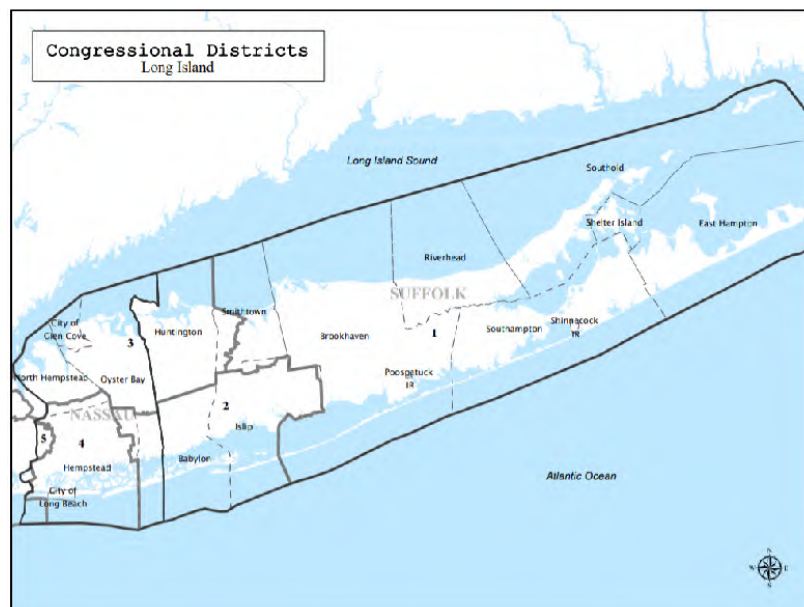 Congressional Districts
Long Island
Long Island Sound
Southold
Shelter Island
East Hampton
Riverhead
SUFFOLK
Smithtown
City of
Glen Cove
3
Huntington
Brookhaven
1
Southampton
Shinnecock
IR
Poospatuck
IR
North Hempstead
Oyster Bay
NASSAU
2
Islip
5
4
Hempstead
Babylon
City of
Long Beach
Atlantic Ocean
N
W
E
S